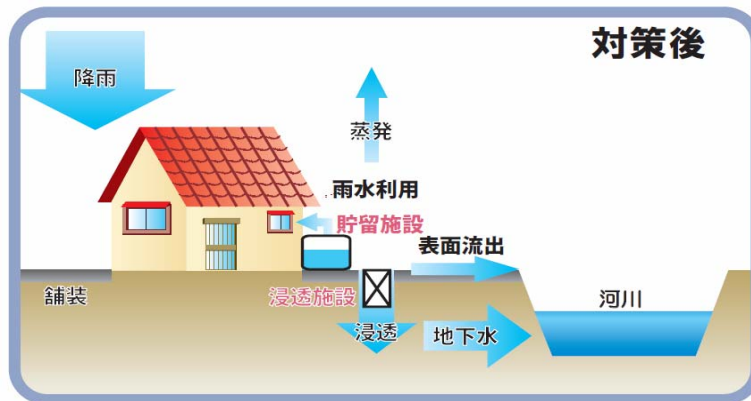 対策後
降雨
蒸発
雨水利用
貯留施設
表面流出
舗装
浸透施設
河川
浸透
地下水